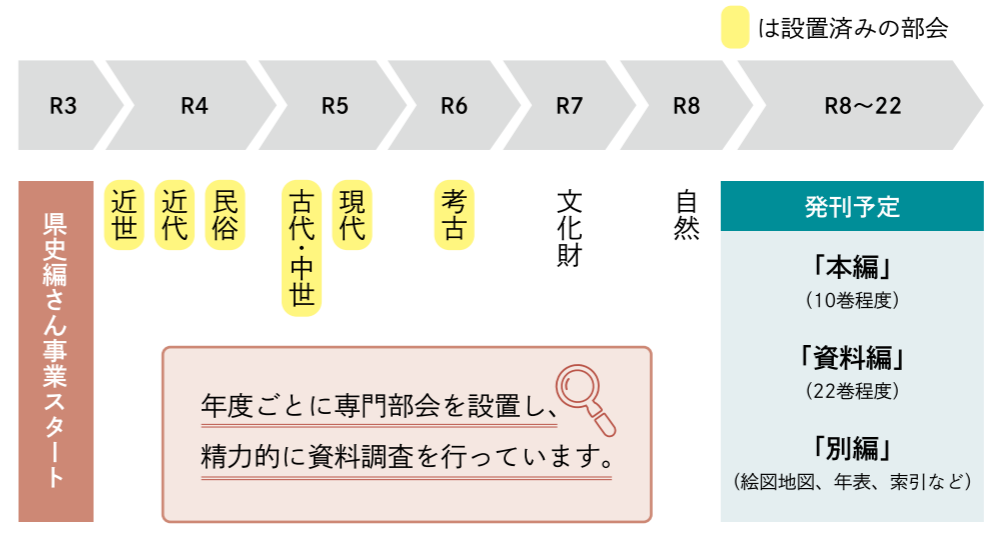 は設置済みの部会
R3
R4
R5
R6
R7
R8
R8～22
県史編さん事業スタート
近世
近代
民俗
古代・中世
現代
考古
文化財
自然
発刊予定
「本編」
（10巻程度）
「資料編」
（22巻程度）
「別編」
（絵図地図、年表、索引など）
年度ごとに専門部会を設置し、
精力的に資料調査を行っています。